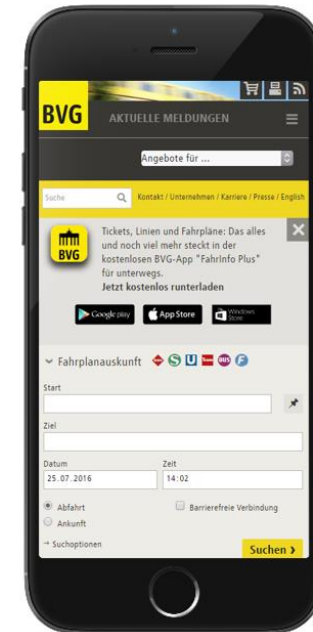 BVG
AKTUELLE MELDUNGEN
Angebote für ...
Suche
Kontakt / Unternehmen / Karriere / Presse / English
BVG
Tickets, Linien und Fahrpläne: Das alles
und noch viel mehr steckt in der
kostenlosen BVG-App "FahrInfo Plus"
für unterwegs.
Jetzt kostenlos runterladen
Google play
App Store
Windows
Store
Fahrplanauskunft
S U BUS F
Start
Ziel
Datum Zeit
25.07.2016 14:02
Abfahrt Barrierefreie Verbindung
Ankunft
→ Suchoptionen
Suchen